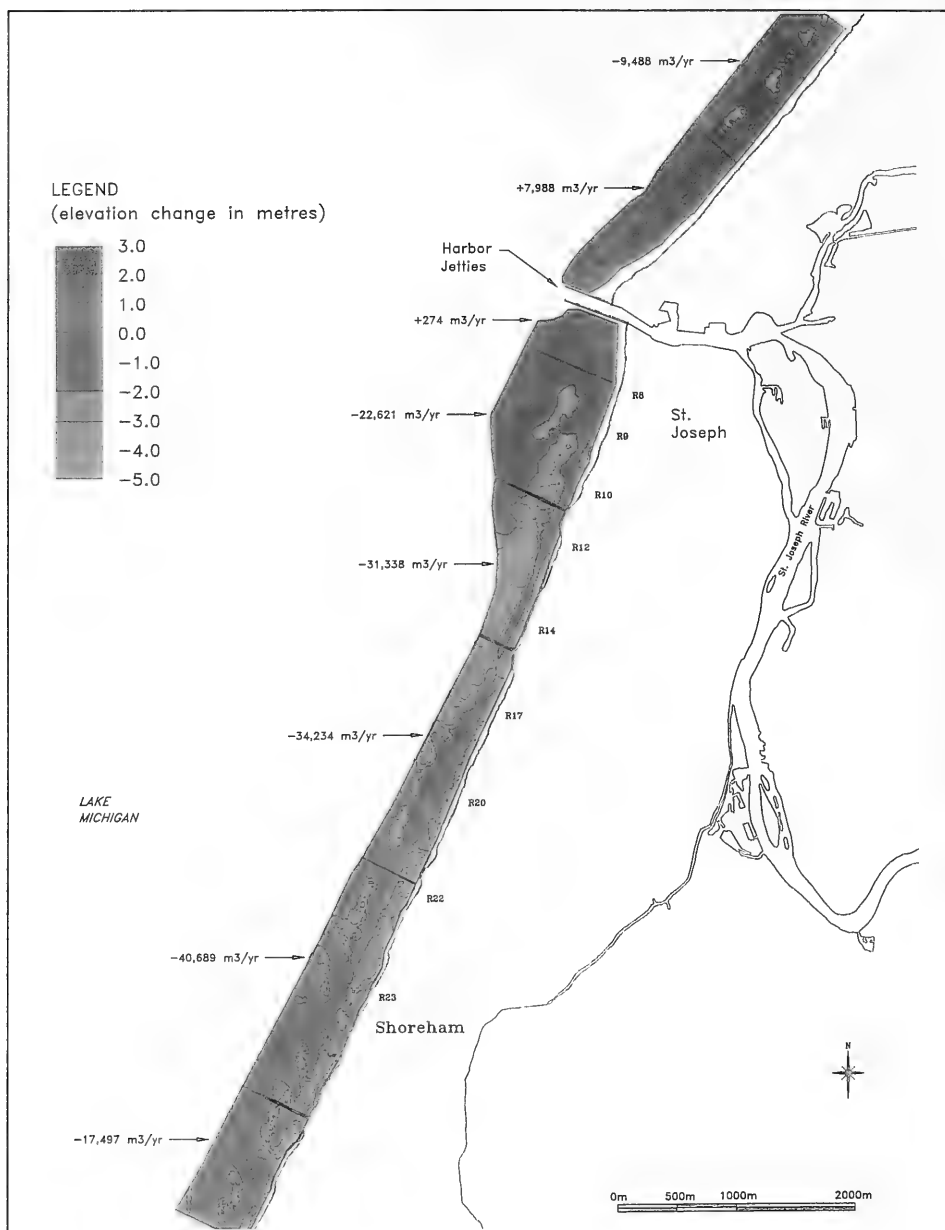 -9,488 m3/yr
+7,988 m3/yr
LEGEND
(elevation change in metres)
3.0
2.0
1.0
0.0
-1.0
-2.0
-3.0
-4.0
-5.0
Harbor
Jetties
+274 m3/yr
-22,621 m3/yr
R8
St.
Joseph
R9
R10
St. Joseph River
R12
-31,338 m3/yr
R14
R17
-34,234 m3/yr
LAKE
MICHIGAN
R20
R22
-40,689 m3/yr
R23
Shoreham
N
-17,497 m3/yr
0m 500m 1000m 2000m